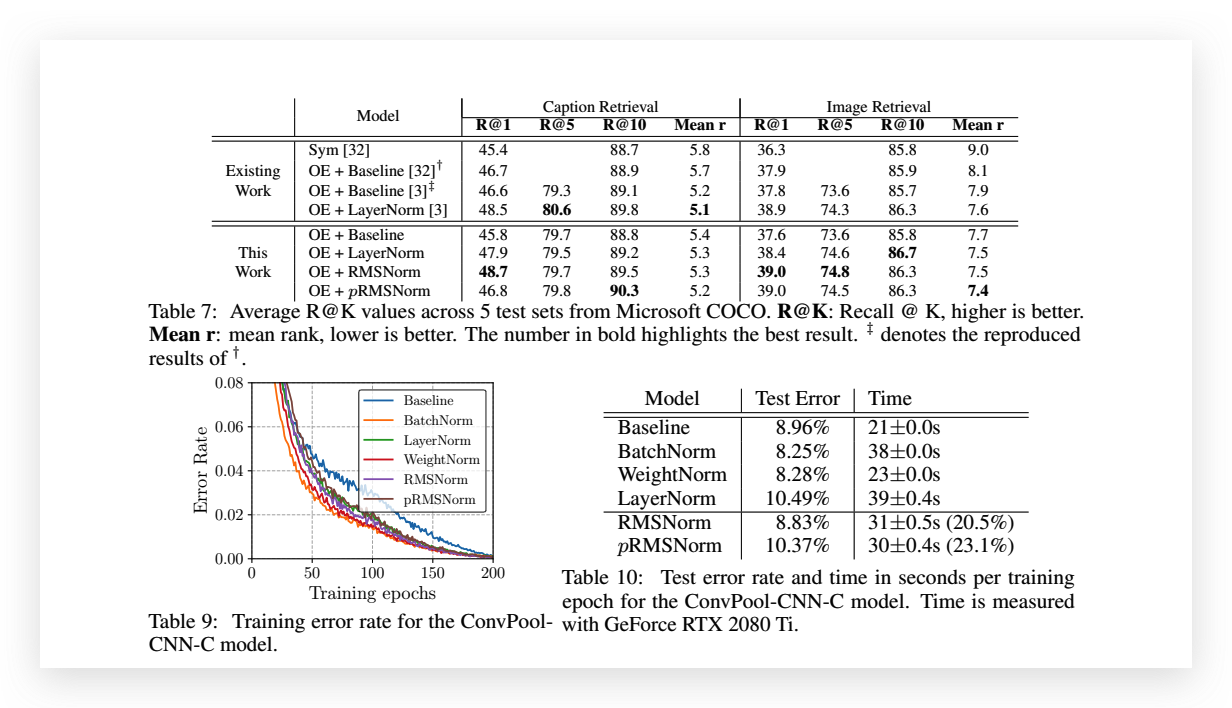 Model Caption Retrieval Image Retrieval
R@1 R@5 R@10 Mean r R@1 R@5 R@10 Mean r
Existing Work
Sym [32] 45.4 88.7 5.8 36.3 85.8 9.0
OE + Baseline [32]† 46.7 88.9 5.7 37.9 85.9 8.1
OE + Baseline [3]‡ 46.6 79.3 89.1 5.2 37.8 73.6 85.7 7.9
OE + LayerNorm [3] 48.5 80.6 89.8 5.1 38.9 74.3 86.3 7.6
This Work
OE + Baseline 45.8 79.7 88.8 5.4 37.6 73.6 85.8 7.7
OE + LayerNorm 47.9 79.5 89.2 5.3 38.4 74.6 86.7 7.5
OE + RMSNorm 48.7 79.7 89.5 5.3 39.0 74.8 86.3 7.5
OE + pRMSNorm 46.8 79.8 90.3 5.2 39.0 74.5 86.3 7.4
Table 7: Average R@K values across 5 test sets from Microsoft COCO. R@K: Recall @ K, higher is better.
Mean r: mean rank, lower is better. The number in bold highlights the best result. ‡ denotes the reproduced
results of †.
0.08
0.06
0.04
0.02
0.00
Error Rate
Baseline
BatchNorm
LayerNorm
WeightNorm
RMSNorm
pRMSNorm
0 50 100 150 200
Training epochs
Table 9: Training error rate for the ConvPool-
CNN-C model.
Model Test Error Time
Baseline 8.96% 21±0.0s
BatchNorm 8.25% 38±0.0s
WeightNorm 8.28% 23±0.0s
LayerNorm 10.49% 39±0.4s
RMSNorm 8.83% 31±0.5s (20.5%)
pRMSNorm 10.37% 30±0.4s (23.1%)
Table 10: Test error rate and time in seconds per training
epoch for the ConvPool-CNN-C model. Time is measured
with GeForce RTX 2080 Ti.